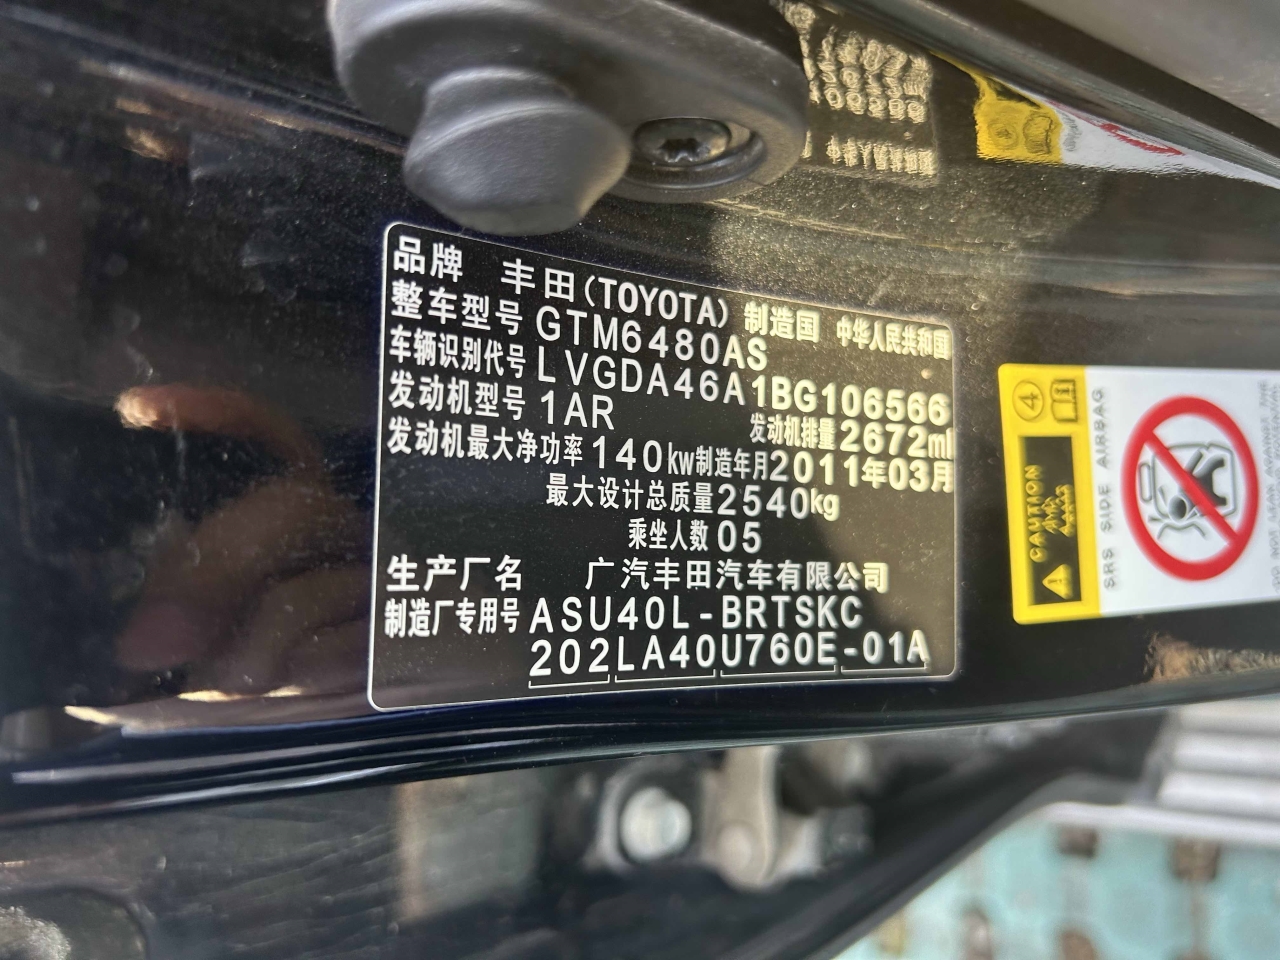 品牌 丰田(TOYOTA) 制造国 中华人民共和国
整车型号 GTM6480AS
车辆识别代号 LVGDA46A1BG106566
发动机型号 1AR 发动机排量 2672ml
发动机最大净功率 140kw 制造年月 2011年03月
最大设计总质量 2540kg
乘坐人数 05
生产厂名 广汽丰田汽车有限公司
制造厂专用号 ASU40L-BRTSKC
202LA40U760E-01A
4
CAUTION
SRS SIDE AIRBAG